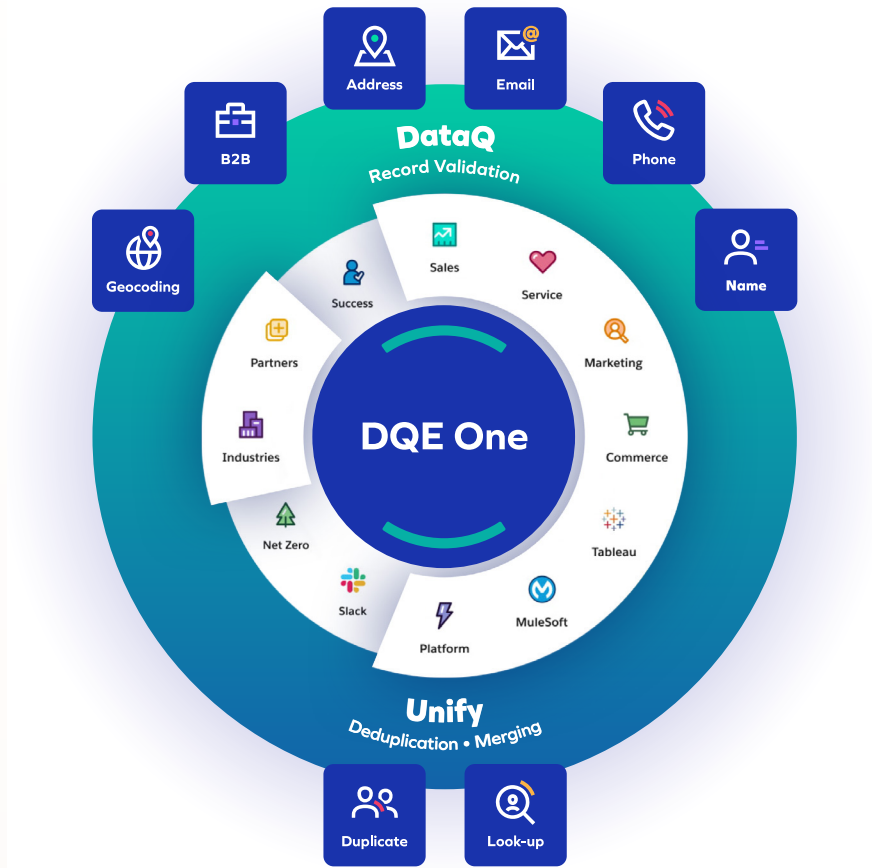 Address
Email
B2B
Phone
Geocoding
Name
@
DataQ
Record Validation
Sales
Service
Success
Marketing
Partners
Commerce
Industries
DQE One
Net Zero
Tableau
Slack
MuleSoft
Platform
Unify
Deduplication • Merging
Duplicate
Look-up